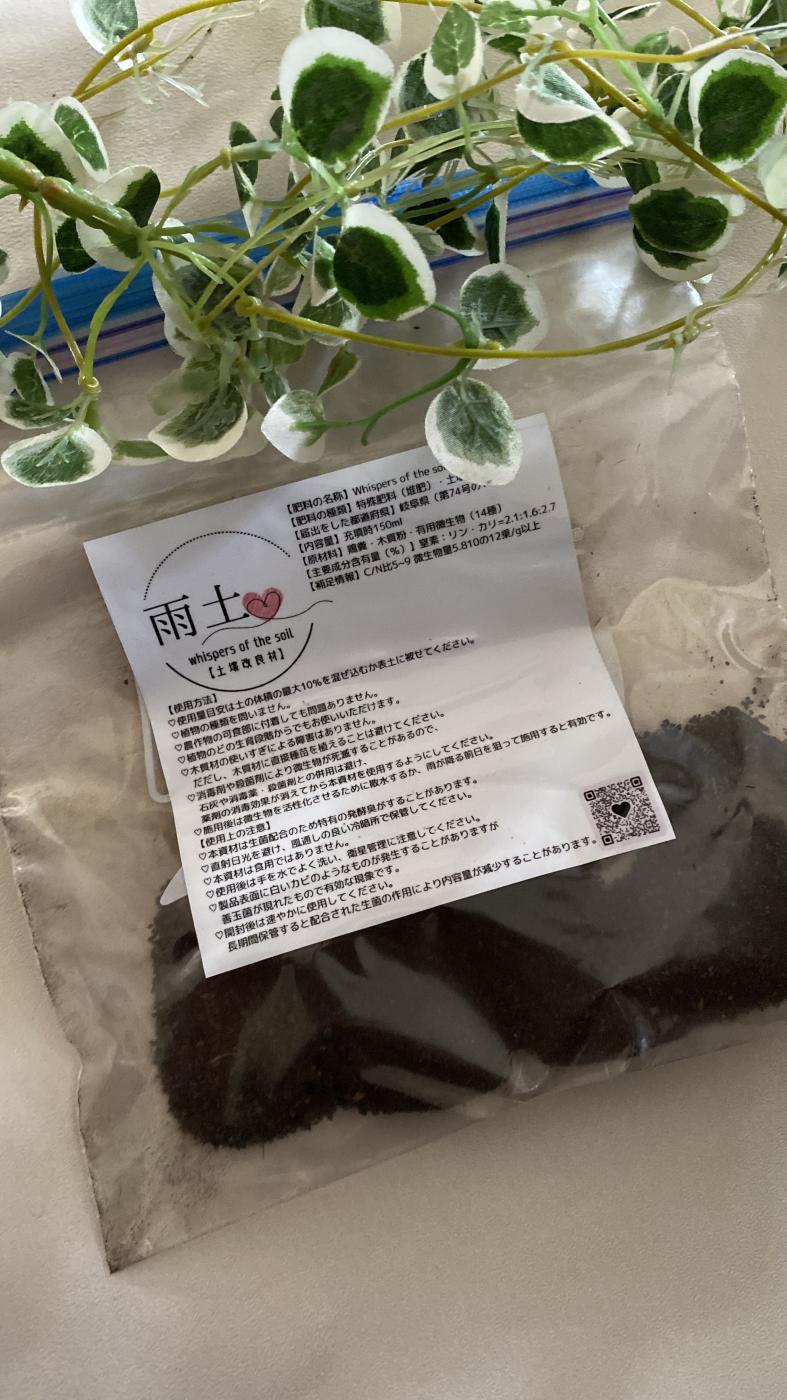 【肥料の名称】Whispers of the
【肥料の種類】特殊肥料（堆肥）・
【届出をした都道府県】岐阜県（第74号の
【内容量】充填時150ml
【原材料】鶏糞・木質粉・有用微生物（14種）
【主要成分含有量（％）】窒素：リン・カリ=2.1:1.6:2.7
【補足情報】C/N比5~9 微生物量5.810の12乗/g以上
雨土
whispers of the soil
【土壌改良材】
【使用方法】
♡使用量目安は土の体積の最大10%を混ぜ込むか表土に被せてください。
♡植物の種類を問いません。
♡農作物の可食部に付着しても問題ありません。
♡植物のどの生育段階からでもお使いいただけます。
♡木質材の使いすぎによる障害はありません。
ただし、木質材に直接種苗を植えることは避けてください。
♡消毒剤や殺菌剤により微生物が死滅することがあるので、
石灰や消毒薬・殺菌剤との併用は避け、
薬剤の消毒効果が消えてから本資材を使用するようにしてください。
♡施用後は微生物を活性化させるために散水するか、雨が降る前日を狙って施用すると有効です。
【使用上の注意】
♡本資材は生菌配合のため特有の発酵臭がすることがあります。
♡直射日光を避け、風通しの良い冷暗所で保管してください。
♡本資材は食用ではありません。
♡使用後は手を水でよく洗い、衛星管理に注意してください。
♡製品表面に白いカビのようなものが発生することがありますが
善玉菌が現れたもので有効な現象です。
♡開封後は速やかに使用してください。
長期間保管すると配合された生菌の作用により内容量が減少することがあります。